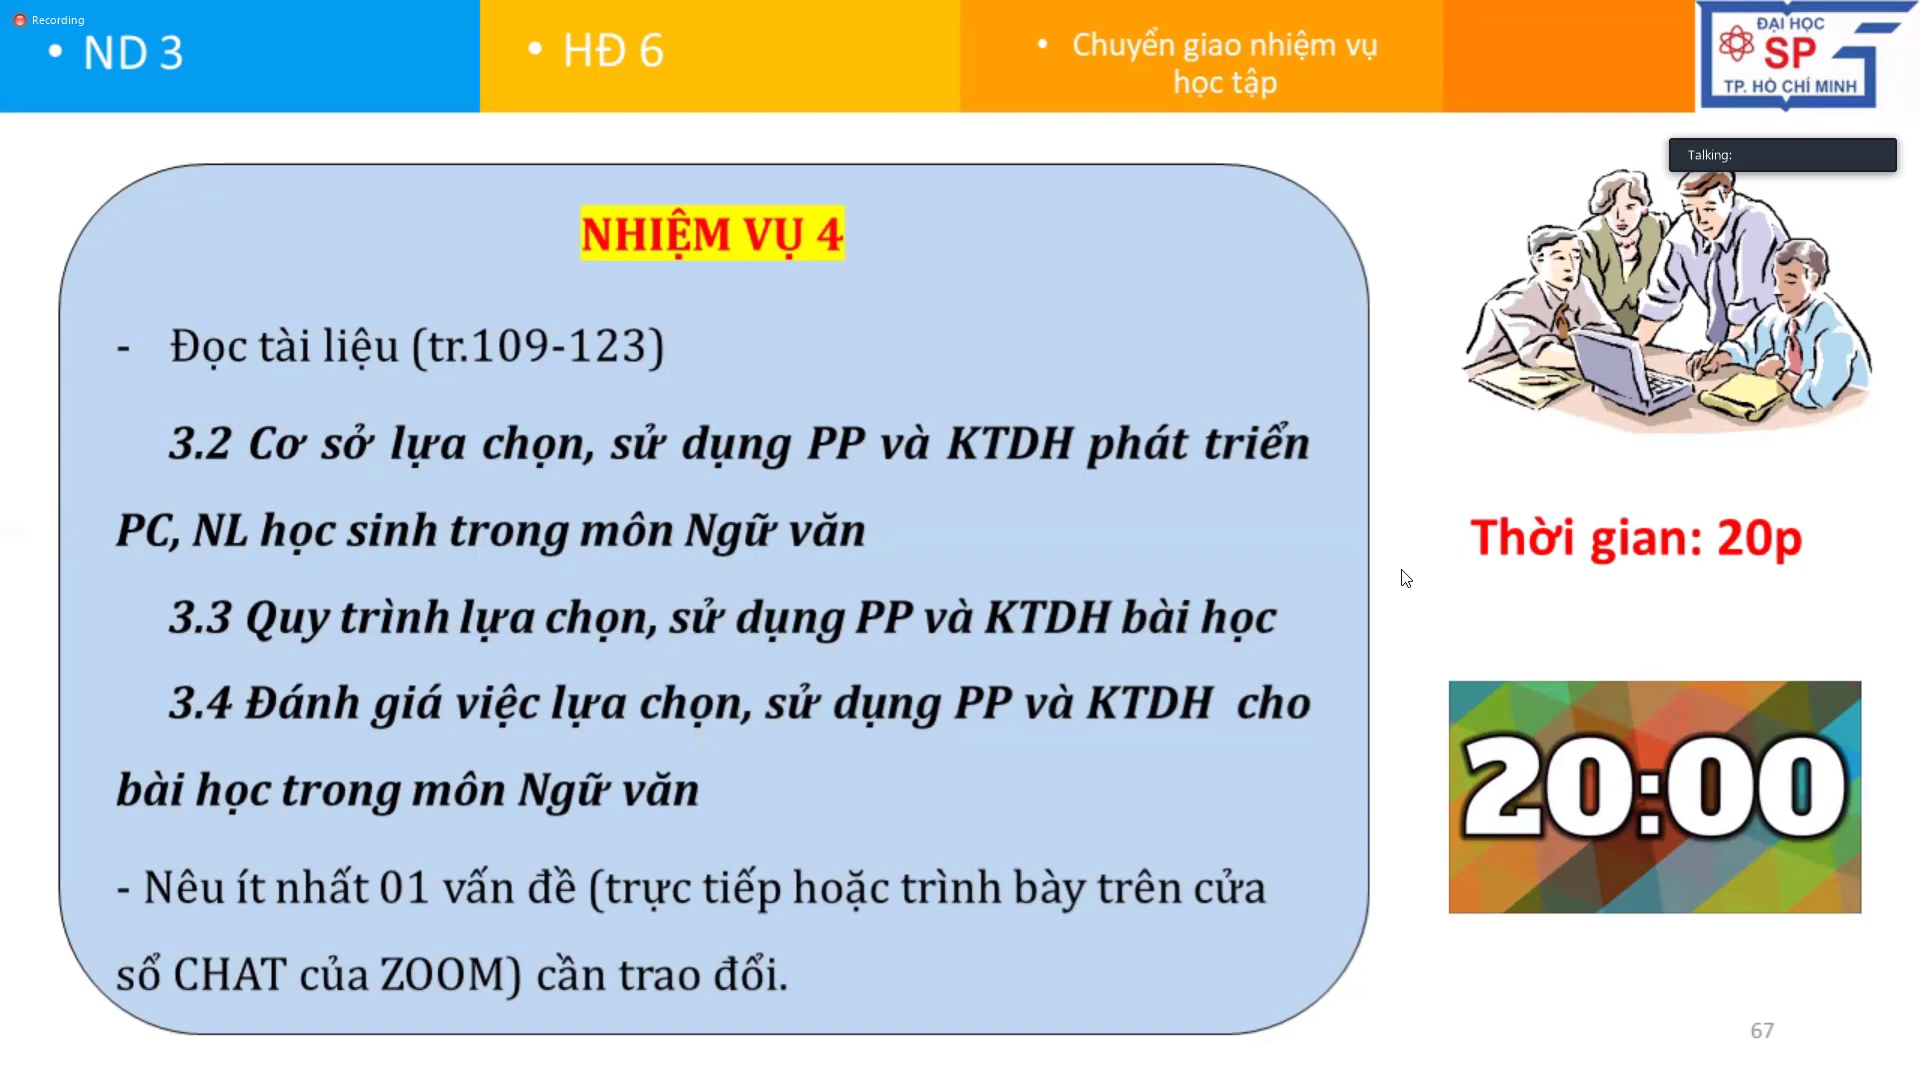 Recording
• ND 3
• HĐ 6
• Chuyển giao nhiệm vụ
học tập
ĐẠI HỌC
SP
TP. HỒ CHÍ MINH
Talking:
NHIỆM VỤ 4
- Đọc tài liệu (tr.109-123)
3.2 Cơ sở lựa chọn, sử dụng PP và KTDH phát triển
PC, NL học sinh trong môn Ngữ văn
3.3 Quy trình lựa chọn, sử dụng PP và KTDH bài học
3.4 Đánh giá việc lựa chọn, sử dụng PP và KTDH cho
bài học trong môn Ngữ văn
- Nêu ít nhất 01 vấn đề (trực tiếp hoặc trình bày trên cửa
sổ CHAT của ZOOM) cần trao đổi.
Thời gian: 20p
20:00
67